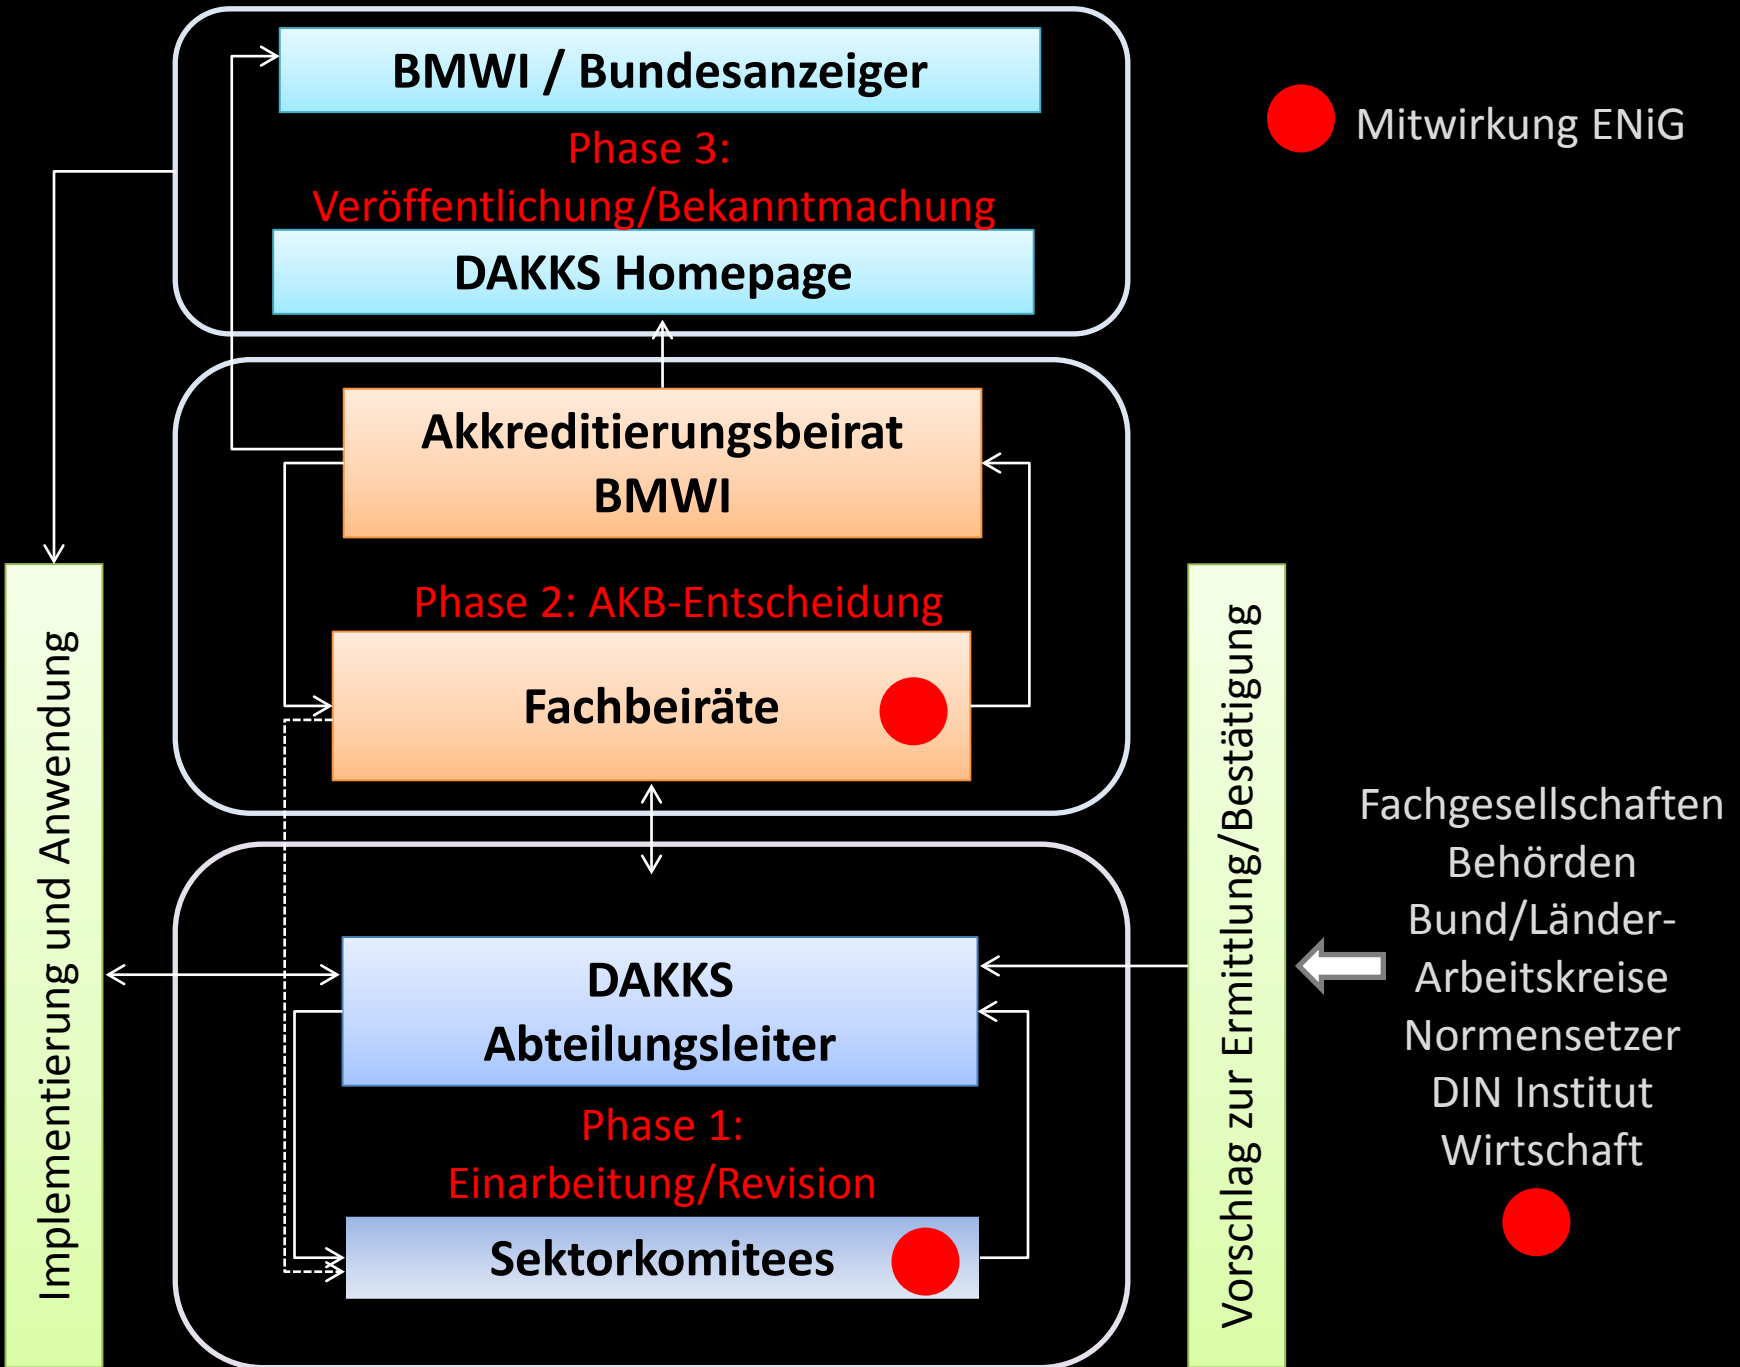 BMWI / Bundesanzeiger
Phase 3:
Veröffentlichung/Bekanntmachung
DAKKS Homepage
Mitwirkung ENiG
Akkreditierungsbeirat
BMWI
Phase 2: AKB-Entscheidung
Fachbeiräte
DAKKS
Abteilungsleiter
Phase 1:
Einarbeitung/Revision
Sektorkomitees
Implementierung und Anwendung
Vorschlag zur Ermittlung/Bestätigung
Fachgesellschaften
Behörden
Bund/Länder-
Arbeitskreise
Normensetzer
DIN Institut
Wirtschaft